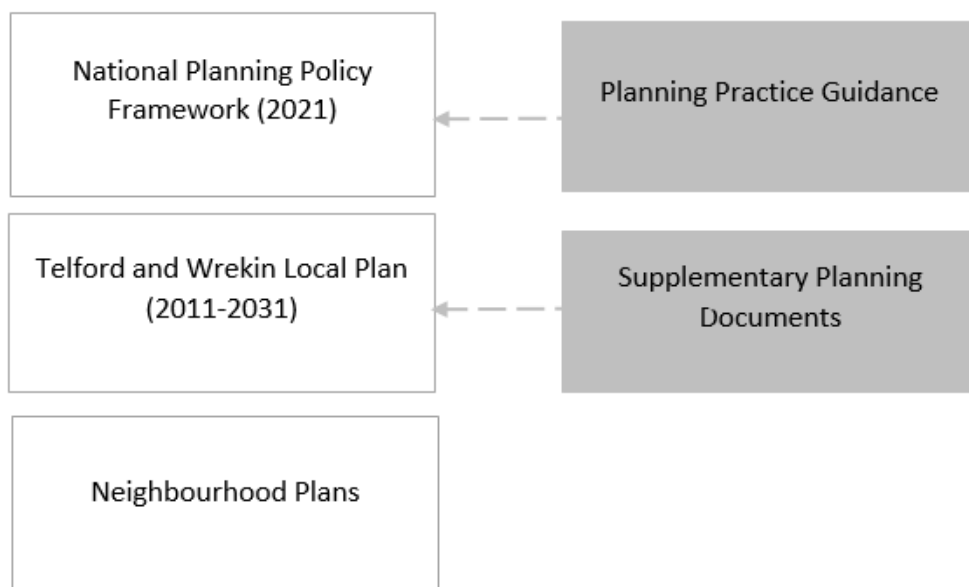 National Planning Policy
Framework (2021)
Planning Practice Guidance
Telford and Wrekin Local Plan
(2011-2031)
Supplementary Planning
Documents
Neighbourhood Plans